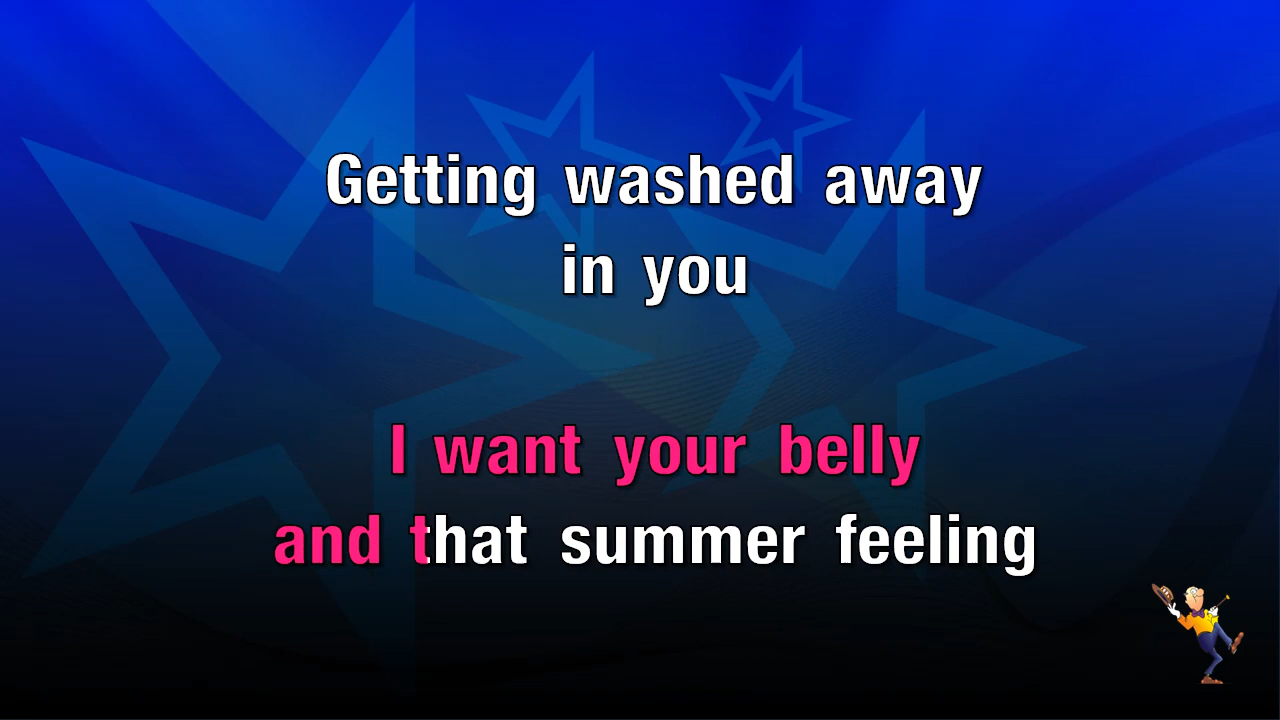 Getting washed away
in you
I want your belly
and that summer feeling